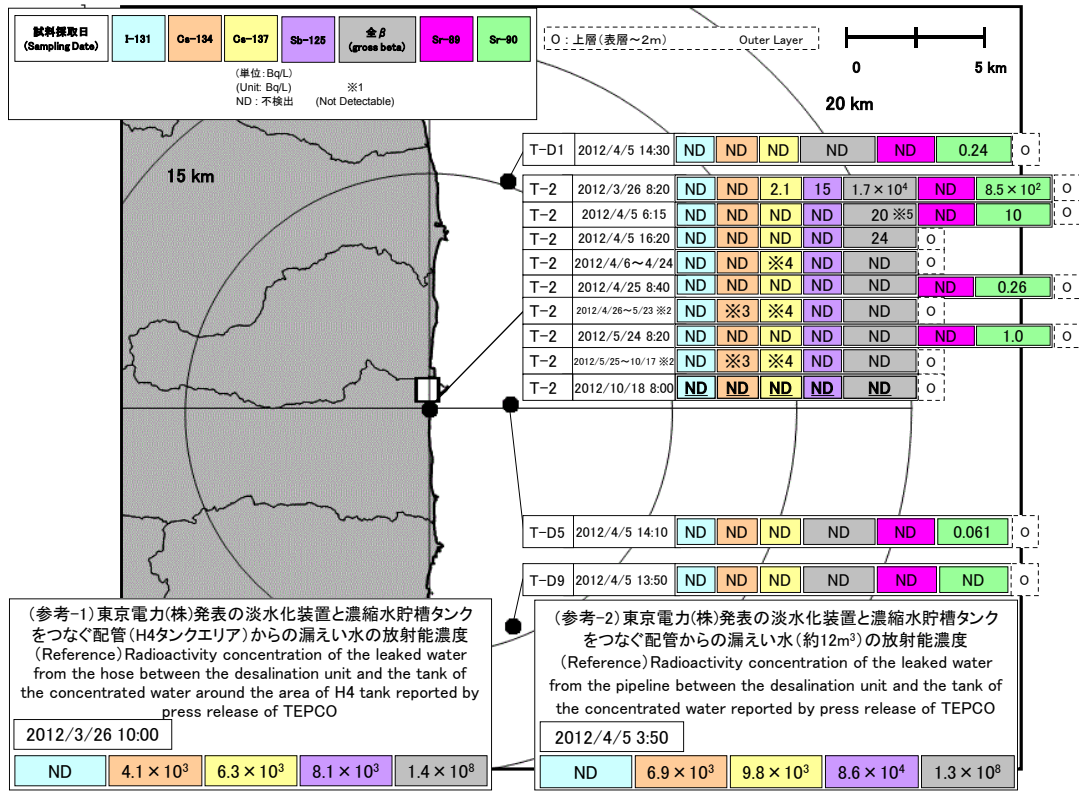 試料採取日
(Sampling Date)
I-131
Cs-134
Cs-137
Sb-125
全β
(gross beta)
Sr-89
Sr-90
(単位:Bq/L)
(Unit: Bq/L) ※1
ND : 不検出 (Not Detectable)
O : 上層(表層~2m) Outer Layer
0 5 km
20 km
15 km
T-D1 2012/4/5 14:30 ND ND ND ND ND 0.24 O
T-2 2012/3/26 8:20 ND ND 2.1 15 1.7×10⁴ ND 8.5×10² O
T-2 2012/4/5 6:15 ND ND ND ND 20 ※5 ND 10 O
T-2 2012/4/5 16:20 ND ND ND ND 24 O
T-2 2012/4/6~4/24 ND ND ※4 ND ND O
T-2 2012/4/25 8:40 ND ND ND ND ND ND 0.26 O
T-2 2012/4/26~5/23 ※2 ND ※3 ※4 ND ND O
T-2 2012/5/24 8:20 ND ND ND ND ND ND 1.0 O
T-2 2012/5/25~10/17 ※2 ND ※3 ※4 ND ND O
T-2 2012/10/18 8:00 ND ND ND ND ND O
T-D5 2012/4/5 14:10 ND ND ND ND ND 0.061 O
T-D9 2012/4/5 13:50 ND ND ND ND ND ND O
(参考-1)東京電力(株)発表の淡水化装置と濃縮水貯槽タンク
をつなぐ配管(H4タンクエリア)からの漏えい水の放射能濃度
(Reference)Radioactivity concentration of the leaked water
from the hose between the desalination unit and the tank of
the concentrated water around the area of H4 tank reported by
press release of TEPCO
2012/3/26 10:00
ND 4.1×10³ 6.3×10³ 8.1×10³ 1.4×10⁸
(参考-2)東京電力(株)発表の淡水化装置と濃縮水貯槽タンク
をつなぐ配管からの漏えい水(約12m³)の放射能濃度
(Reference)Radioactivity concentration of the leaked water
from the pipeline between the desalination unit and the tank of
the concentrated water reported by press release of TEPCO
2012/4/5 3:50
ND 6.9×10³ 9.8×10³ 8.6×10⁴ 1.3×10⁸